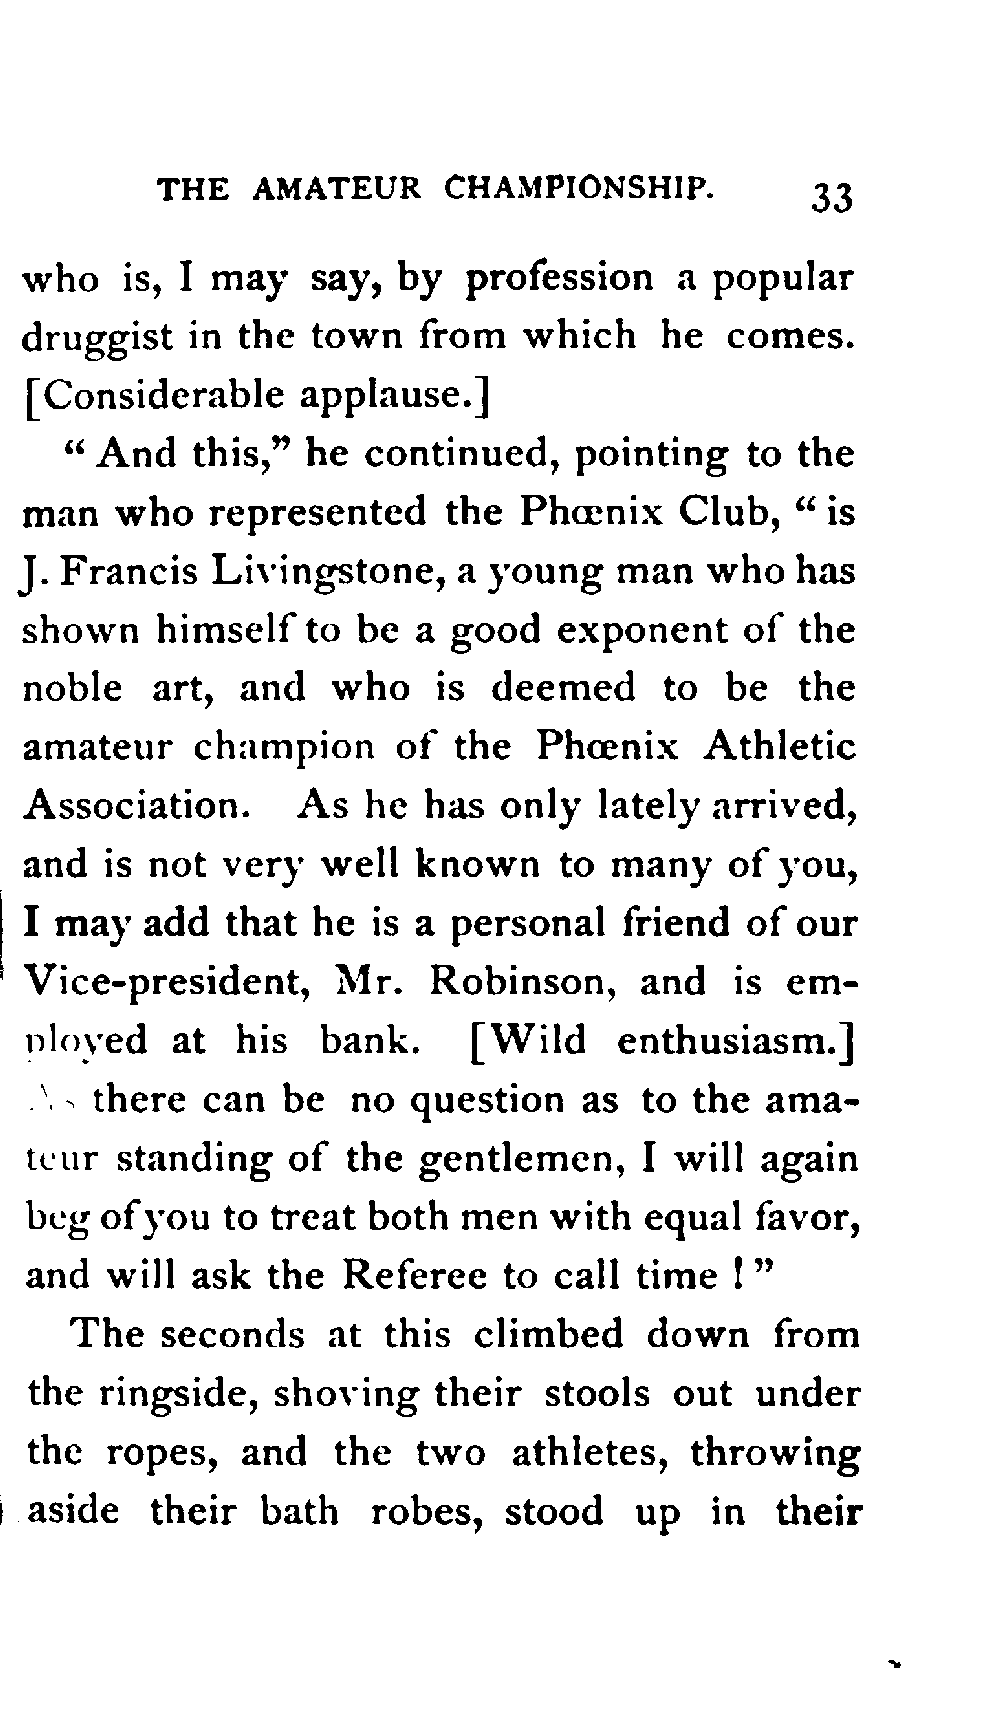 THE AMATEUR CHAMPIONSHIP. 33
who is, I may say, by profession a popular
druggist in the town from which he comes.
[Considerable applause.]
“ And this,” he continued, pointing to the
man who represented the Phœnix Club, “ is
J. Francis Livingstone, a young man who has
shown himself to be a good exponent of the
noble art, and who is deemed to be the
amateur champion of the Phœnix Athletic
Association. As he has only lately arrived,
and is not very well known to many of you,
I may add that he is a personal friend of our
Vice-president, Mr. Robinson, and is em-
ployed at his bank. [Wild enthusiasm.]
As there can be no question as to the ama-
teur standing of the gentlemen, I will again
beg of you to treat both men with equal favor,
and will ask the Referee to call time ! ”
The seconds at this climbed down from
the ringside, shoving their stools out under
the ropes, and the two athletes, throwing
aside their bath robes, stood up in their